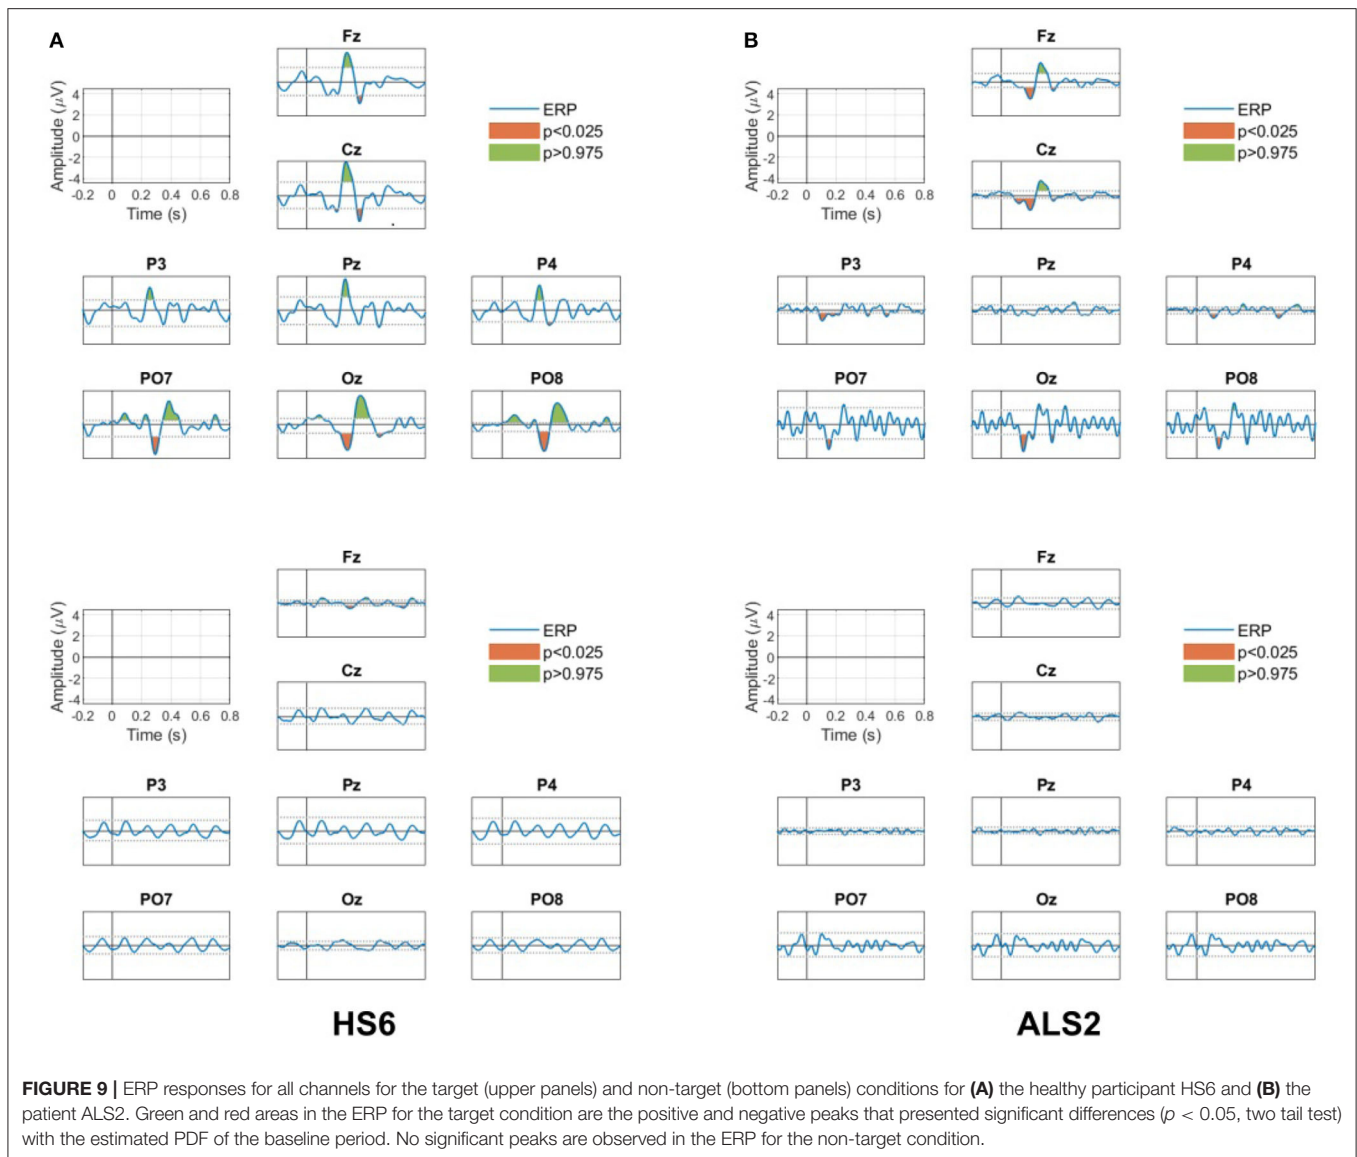 A
Fz
Amplitude (μV)
4
2
0
-2
-4
-0.2 0 0.2 0.4 0.6 0.8
Time (s)
ERP
p<0.025
p>0.975
Cz
P3 Pz P4
PO7 Oz PO8
Fz
Amplitude (μV)
4
2
0
-2
-4
-0.2 0 0.2 0.4 0.6 0.8
Time (s)
ERP
p<0.025
p>0.975
Cz
P3 Pz P4
PO7 Oz PO8
HS6
B
Fz
Amplitude (μV)
4
2
0
-2
-4
-0.2 0 0.2 0.4 0.6 0.8
Time (s)
ERP
p<0.025
p>0.975
Cz
P3 Pz P4
PO7 Oz PO8
Fz
Amplitude (μV)
4
2
0
-2
-4
-0.2 0 0.2 0.4 0.6 0.8
Time (s)
ERP
p<0.025
p>0.975
Cz
P3 Pz P4
PO7 Oz PO8
ALS2
FIGURE 9 | ERP responses for all channels for the target (upper panels) and non-target (bottom panels) conditions for (A) the healthy participant HS6 and (B) the
patient ALS2. Green and red areas in the ERP for the target condition are the positive and negative peaks that presented significant differences (p < 0.05, two tail test)
with the estimated PDF of the baseline period. No significant peaks are observed in the ERP for the non-target condition.